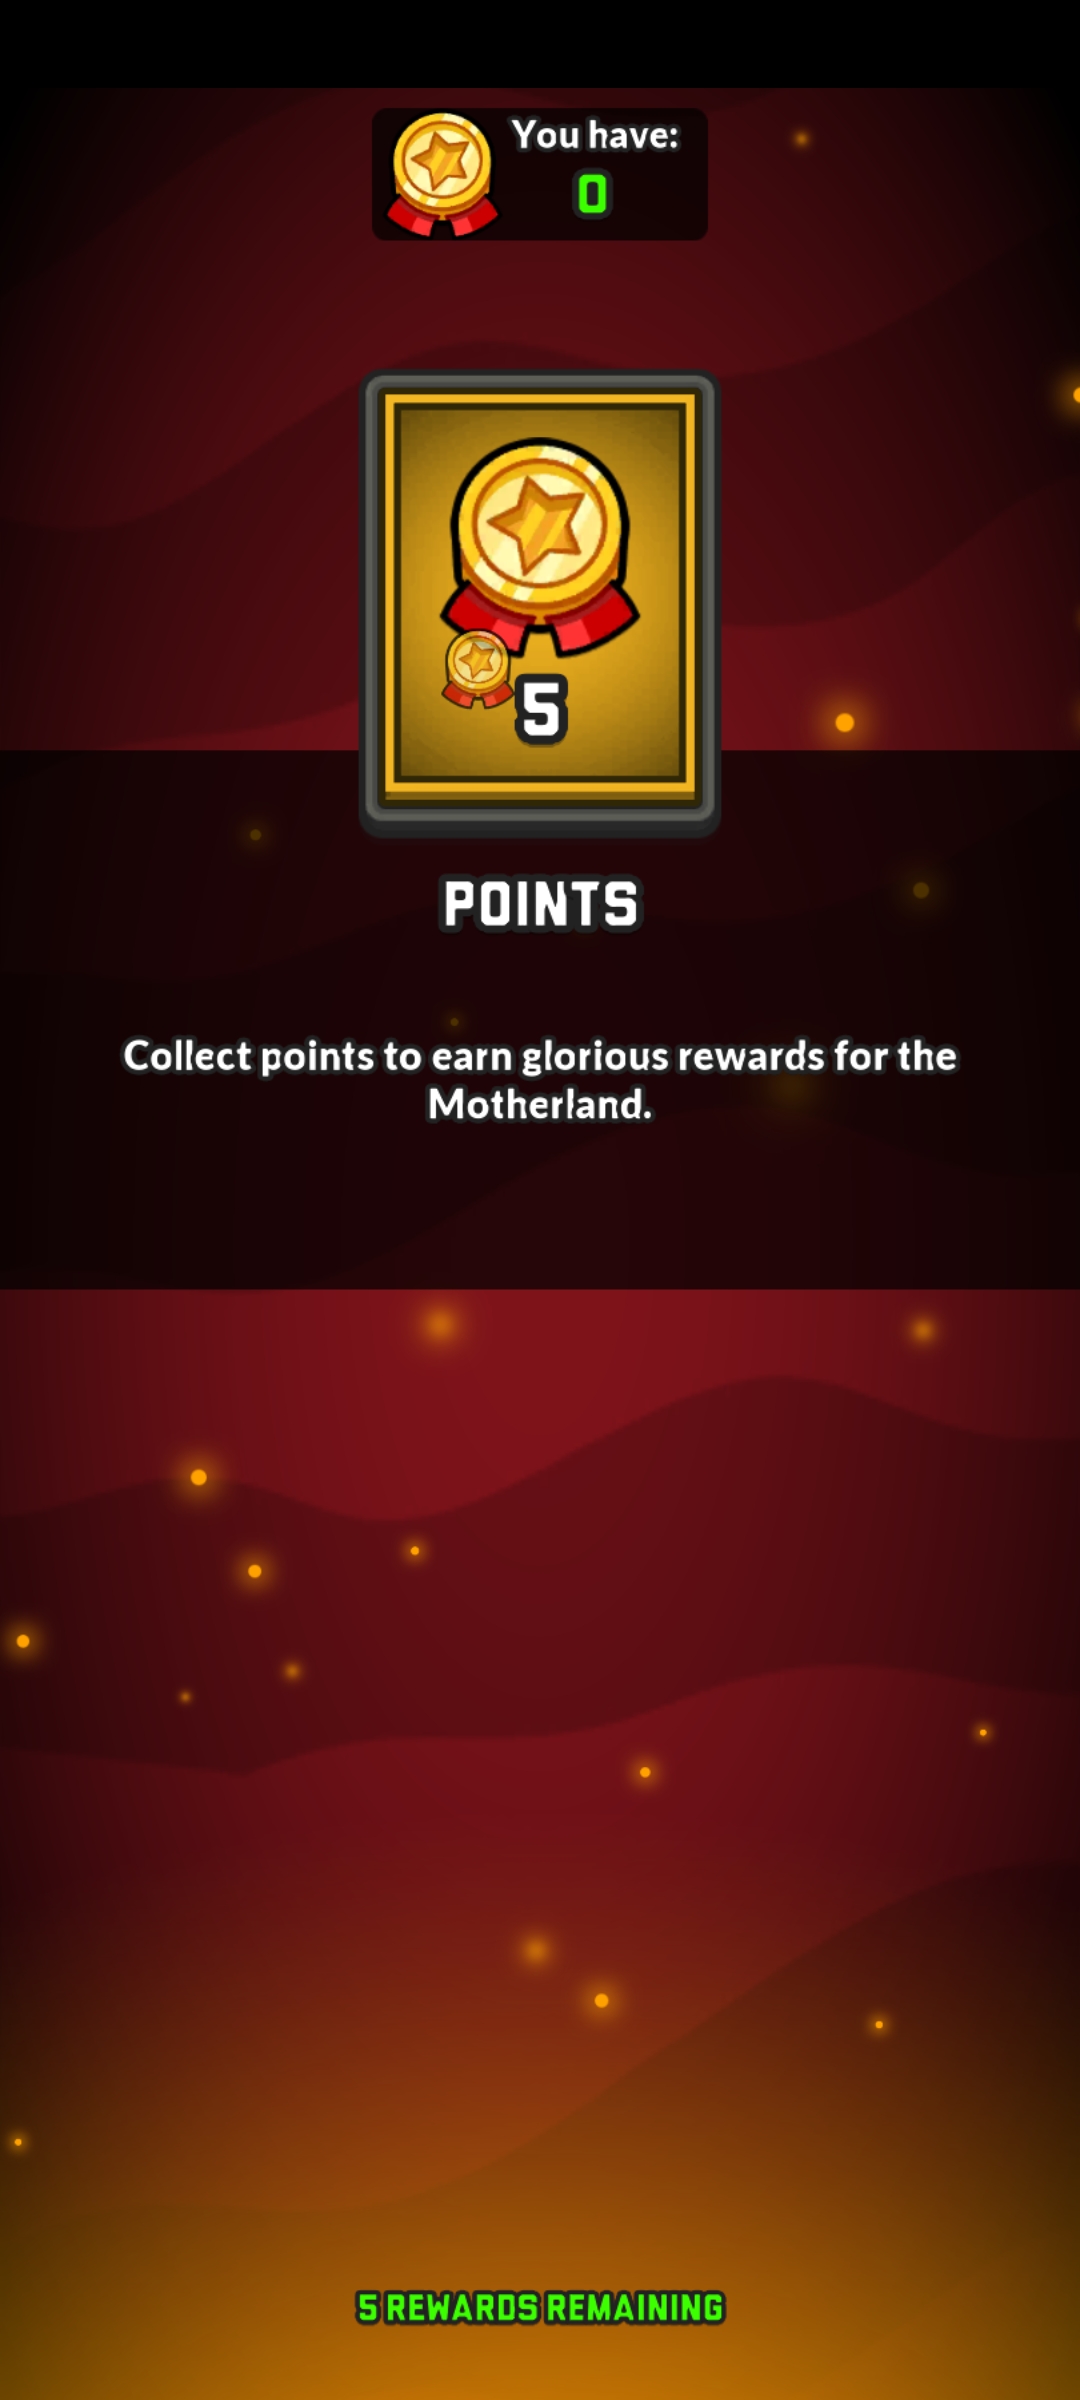 You have:
0
5
POINTS
Collect points to earn glorious rewards for the
Motherland.
5 REWARDS REMAINING